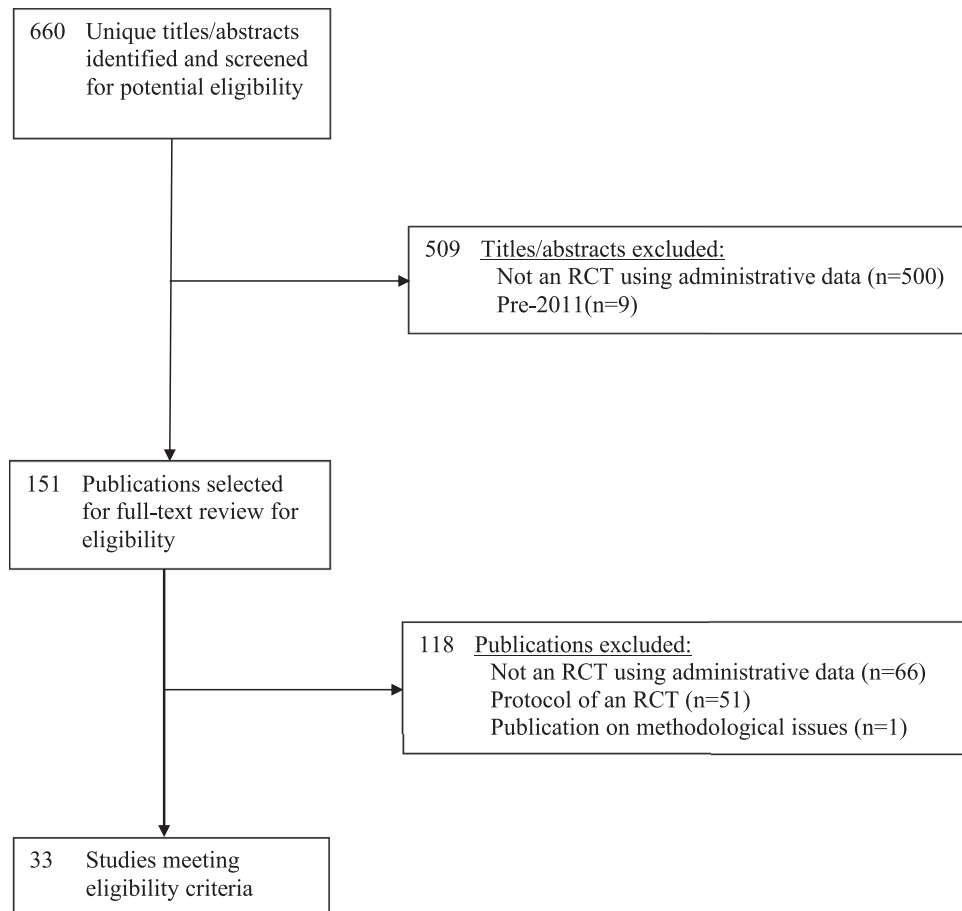 660 Unique titles/abstracts
identified and screened
for potential eligibility
509 Titles/abstracts excluded:
Not an RCT using administrative data (n=500)
Pre-2011(n=9)
151 Publications selected
for full-text review for
eligibility
118 Publications excluded:
Not an RCT using administrative data (n=66)
Protocol of an RCT (n=51)
Publication on methodological issues (n=1)
33 Studies meeting
eligibility criteria